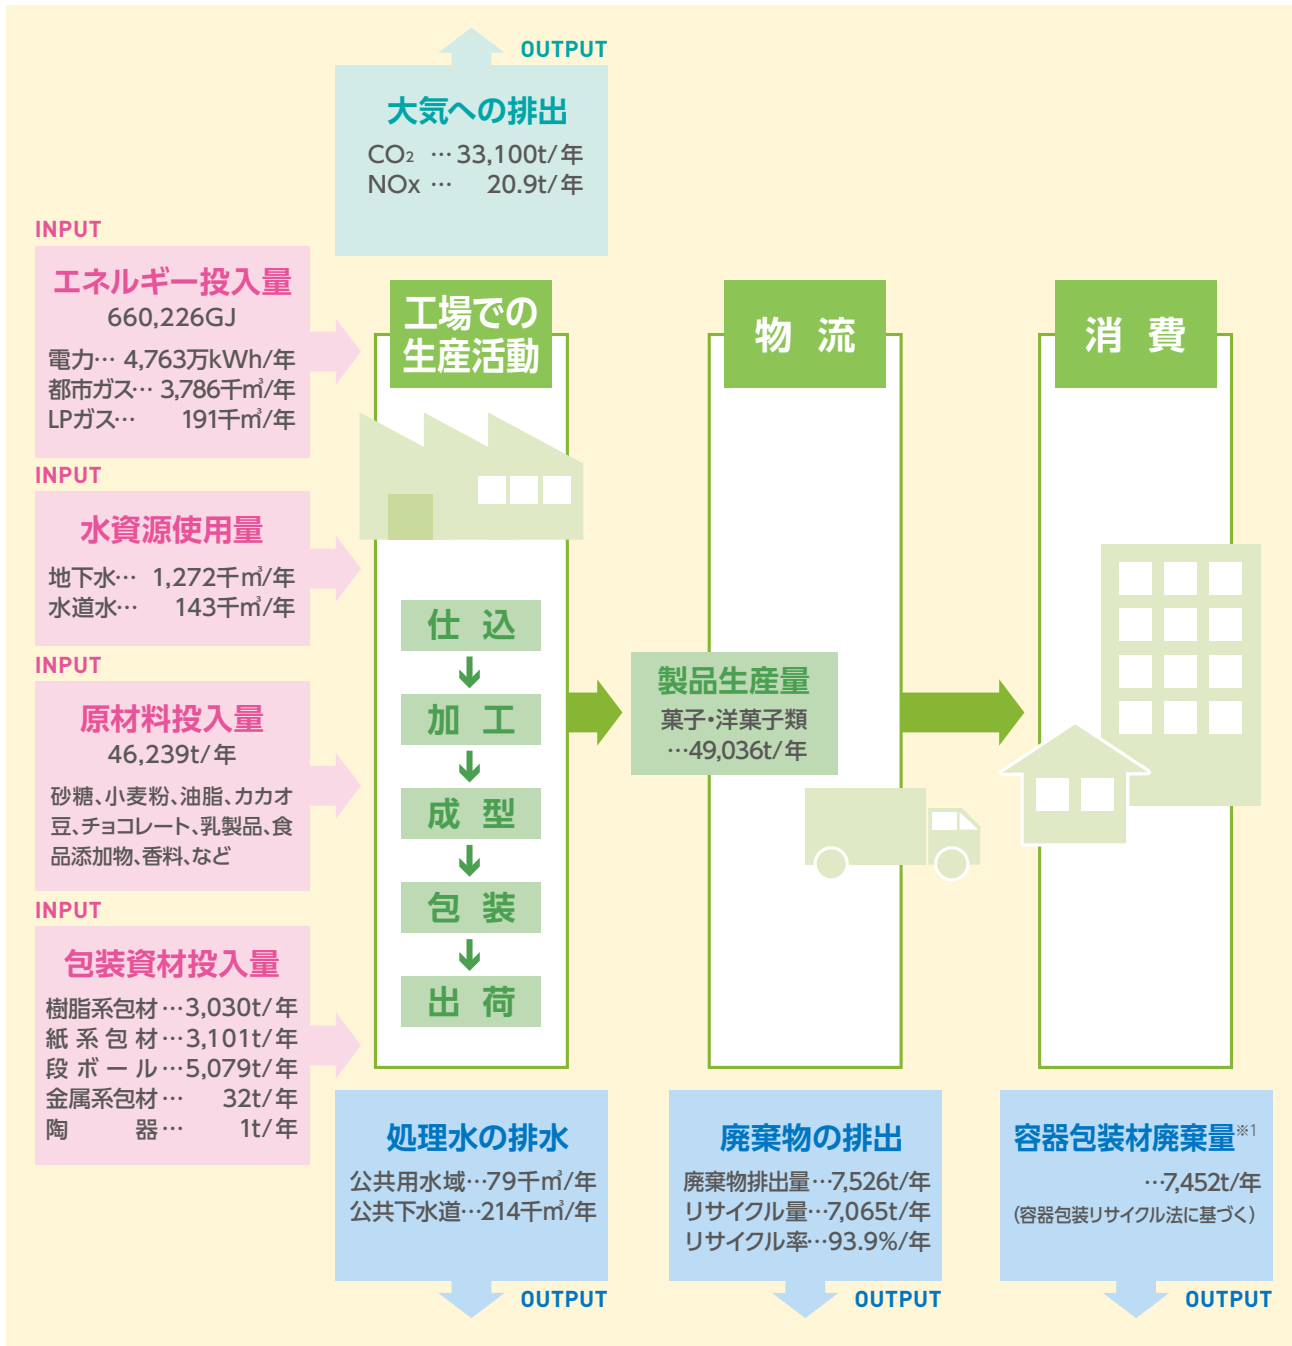 OUTPUT
大気への排出
CO₂ …33,100t/年
NOx … 20.9t/年
INPUT
エネルギー投入量
660,226GJ
電力… 4,763万kWh/年
都市ガス… 3,786千㎥/年
LPガス… 191千㎥/年
INPUT
水資源使用量
地下水… 1,272千㎥/年
水道水… 143千㎥/年
INPUT
原材料投入量
46,239t/年
砂糖、小麦粉、油脂、カカオ
豆、チョコレート、乳製品、食
品添加物、香料、など
INPUT
包装資材投入量
樹脂系包材…3,030t/年
紙系包材…3,101t/年
段ボール…5,079t/年
金属系包材… 32t/年
陶器… 1t/年
工場での
生産活動
仕込
加工
成型
包装
出荷
物流
製品生産量
菓子・洋菓子類
…49,036t/年
消費
処理水の排水
公共用水域…79千㎥/年
公共下水道…214千㎥/年
OUTPUT
廃棄物の排出
廃棄物排出量…7,526t/年
リサイクル量…7,065t/年
リサイクル率…93.9%/年
OUTPUT
容器包装材廃棄量※1
…7,452t/年
(容器包装リサイクル法に基づく)
OUTPUT